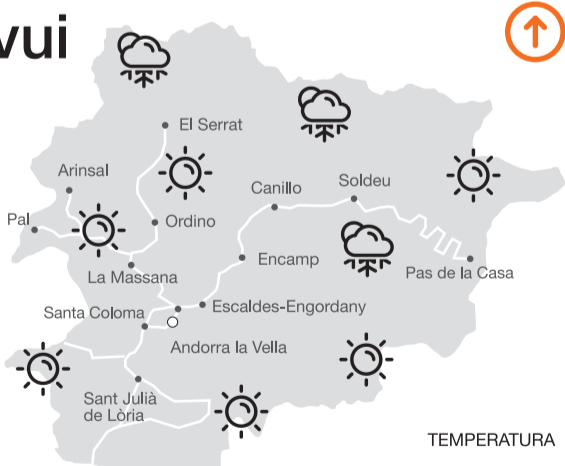 vui
El Serrat
Arinsal
Canillo
Soldeu
Pal
Ordino
Encamp
La Massana
Pas de la Casa
Santa Coloma
Escaldes-Engordany
Andorra la Vella
Sant Julià
de Lòria
TEMPERATURA